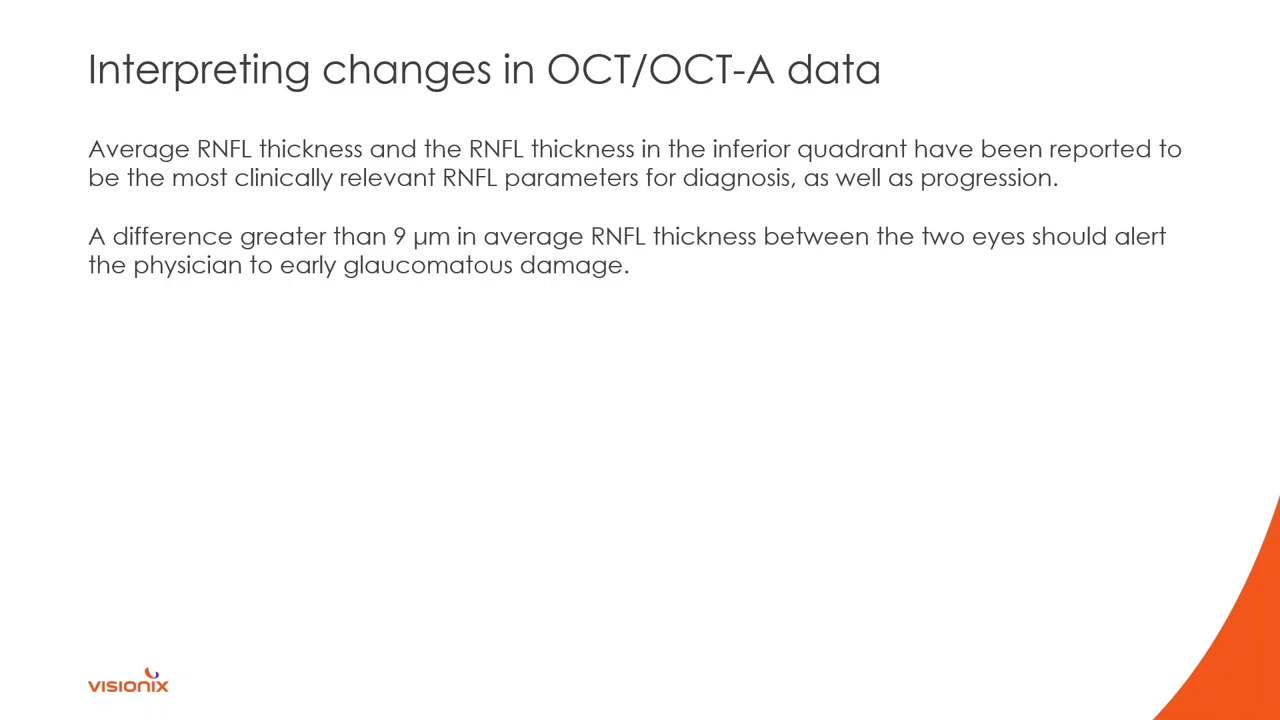 Interpreting changes in OCT/OCT-A data
Average RNFL thickness and the RNFL thickness in the inferior quadrant have been reported to
be the most clinically relevant RNFL parameters for diagnosis, as well as progression.
A difference greater than 9 µm in average RNFL thickness between the two eyes should alert
the physician to early glaucomatous damage.
VISIONIX